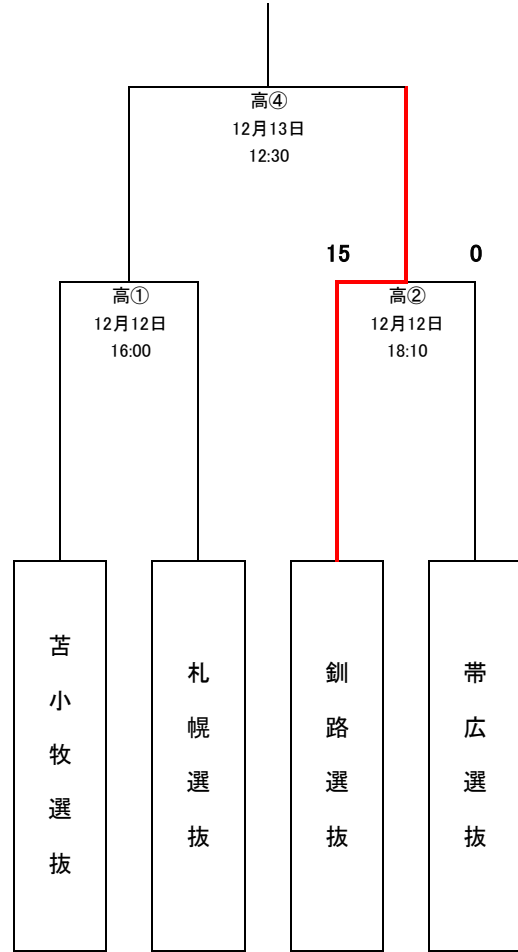 高④
12月13日
12:30
15
0
高①
12月12日
16:00
高②
12月12日
18:10
苫小牧選抜
札幌選抜
釧路選抜
帯広選抜